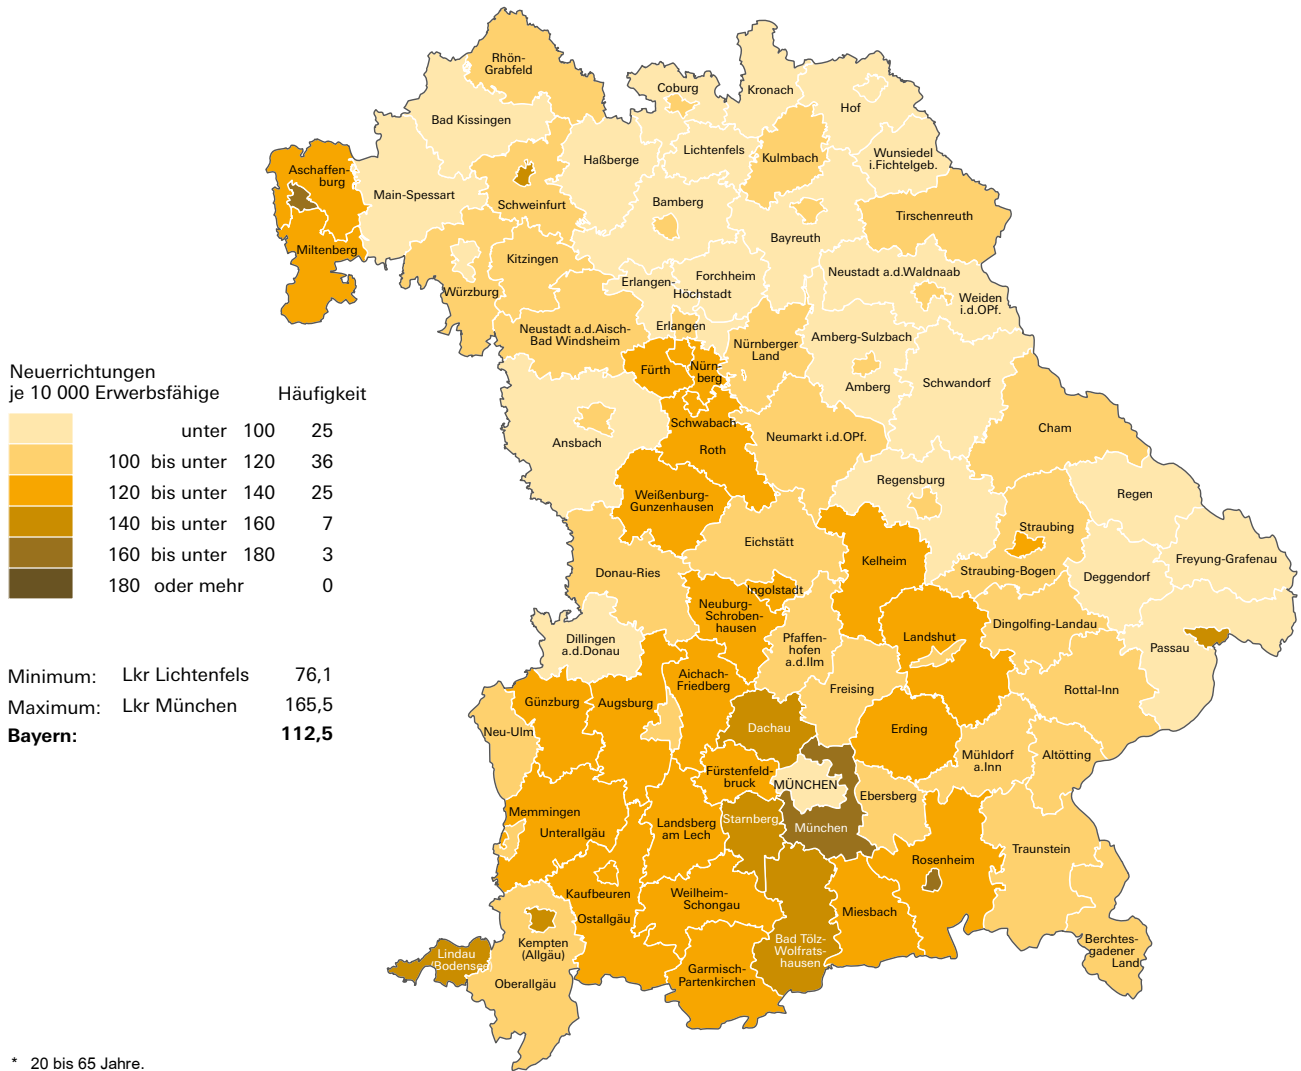 Rhön-
Grabfeld
Coburg
Kronach
Hof
Bad Kissingen
Lichtenfels
Kulmbach
Wunsiedel
i.Fichtelgeb.
Haßberge
Aschaffen-
burg
Main-Spessart
Schweinfurt
Bamberg
Tirschenreuth
Bayreuth
Miltenberg
Kitzingen
Würzburg
Erlangen-
Höchstadt
Forchheim
Neustadt a.d.Waldnaab
Weiden
i.d.OPf.
Neustadt a.d.Aisch-
Bad Windsheim
Erlangen
Nürnberger
Land
Amberg-Sulzbach
Fürth
Nürn-
berg
Amberg
Schwandorf
Neuerrichtungen
je 10 000 Erwerbsfähige
Häufigkeit
unter 100 25
100 bis unter 120 36
120 bis unter 140 25
140 bis unter 160 7
160 bis unter 180 3
180 oder mehr 0
Ansbach
Schwabach
Roth
Neumarkt i.d.OPf.
Cham
Regensburg
Regen
Weißenburg-
Gunzenhausen
Straubing
Eichstätt
Kelheim
Freyung-Grafenau
Donau-Ries
Straubing-Bogen
Deggendorf
Ingolstadt
Neuburg-
Schroben-
hausen
Dillingen
a.d.Donau
Pfaffen-
hofen
a.d.Ilm
Landshut
Dingolfing-Landau
Passau
Minimum: Lkr Lichtenfels 76,1
Maximum: Lkr München 165,5
Bayern: 112,5
Aichach-
Friedberg
Freising
Rottal-Inn
Günzburg
Augsburg
Neu-Ulm
Dachau
Erding
Mühldorf
a.Inn
Altötting
Fürstenfeld-
bruck
MÜNCHEN
Ebersberg
Memmingen
Unterallgäu
Landsberg
am Lech
Starnberg
München
Traunstein
Rosenheim
Kaufbeuren
Ostallgäu
Weilheim-
Schongau
Miesbach
Kempten
(Allgäu)
Bad Tölz-
Wolfrats-
hausen
Berchtes-
gadener
Land
Lindau
(Bodensee)
Oberallgäu
Garmisch-
Partenkirchen
* 20 bis 65 Jahre.